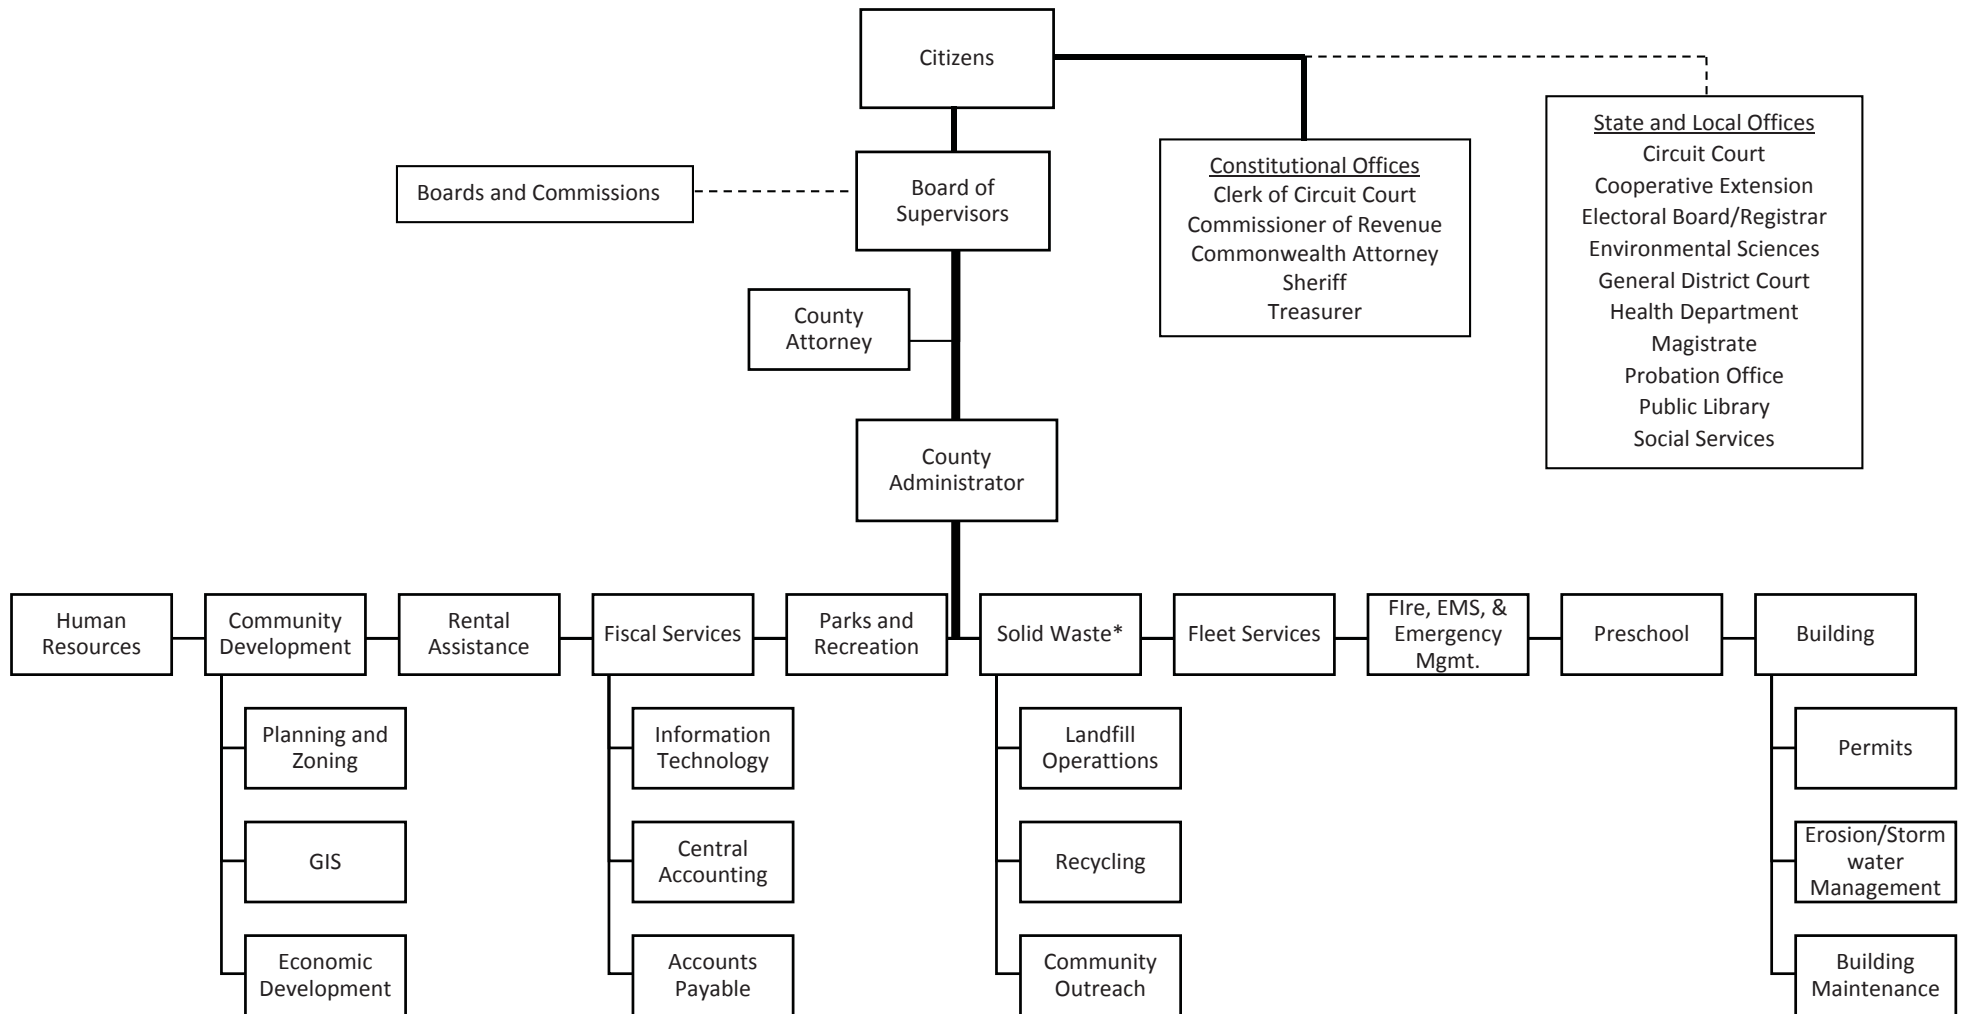 Citizens
State and Local Offices
Circuit Court
Cooperative Extension
Electoral Board/Registrar
Environmental Sciences
General District Court
Health Department
Magistrate
Probation Office
Public Library
Social Services
Constitutional Offices
Clerk of Circuit Court
Commissioner of Revenue
Commonwealth Attorney
Sheriff
Treasurer
Boards and Commissions
Board of
Supervisors
County
Attorney
County
Administrator
Human
Resources
Community
Development
Rental
Assistance
Fiscal Services
Parks and
Recreation
Solid Waste*
Fleet Services
FIre, EMS, &
Emergency
Mgmt.
Preschool
Building
Planning and
Zoning
GIS
Economic
Development
Information
Technology
Central
Accounting
Accounts
Payable
Landfill
Operattions
Recycling
Community
Outreach
Permits
Erosion/Storm
water
Management
Building
Maintenance